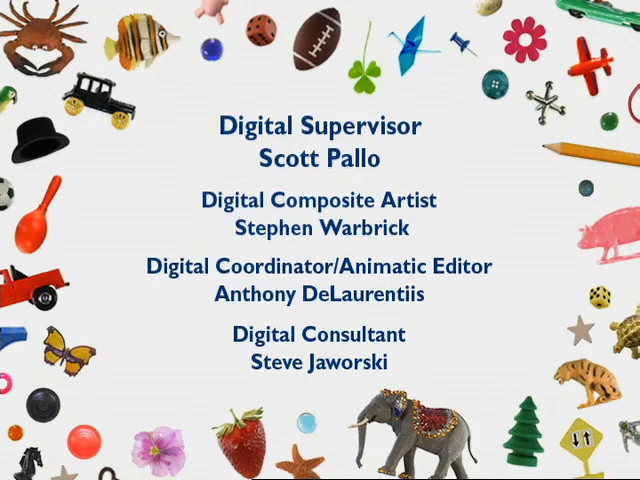 Digital Supervisor
Scott Pallo
Digital Composite Artist
Stephen Warbrick
Digital Coordinator/Animatic Editor
Anthony DeLaurentiis
Digital Consultant
Steve Jaworski